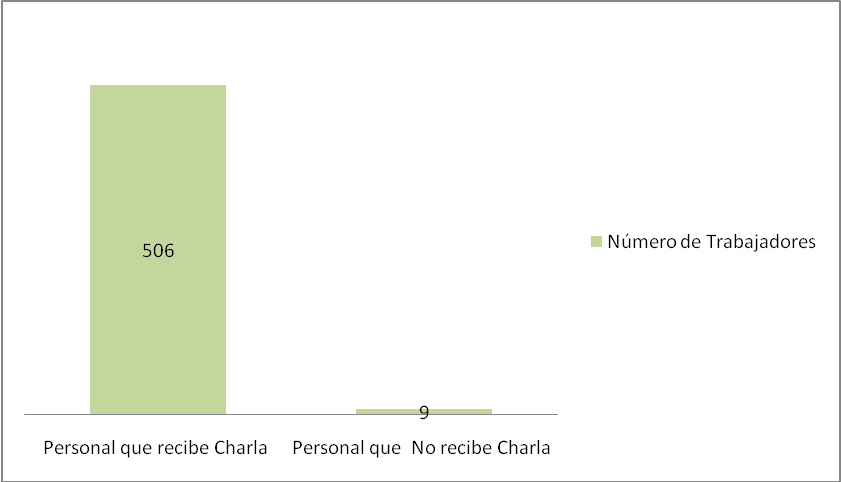 506
9
Personal que recibe Charla
Personal que  No recibe Charla
Número de Trabajadores